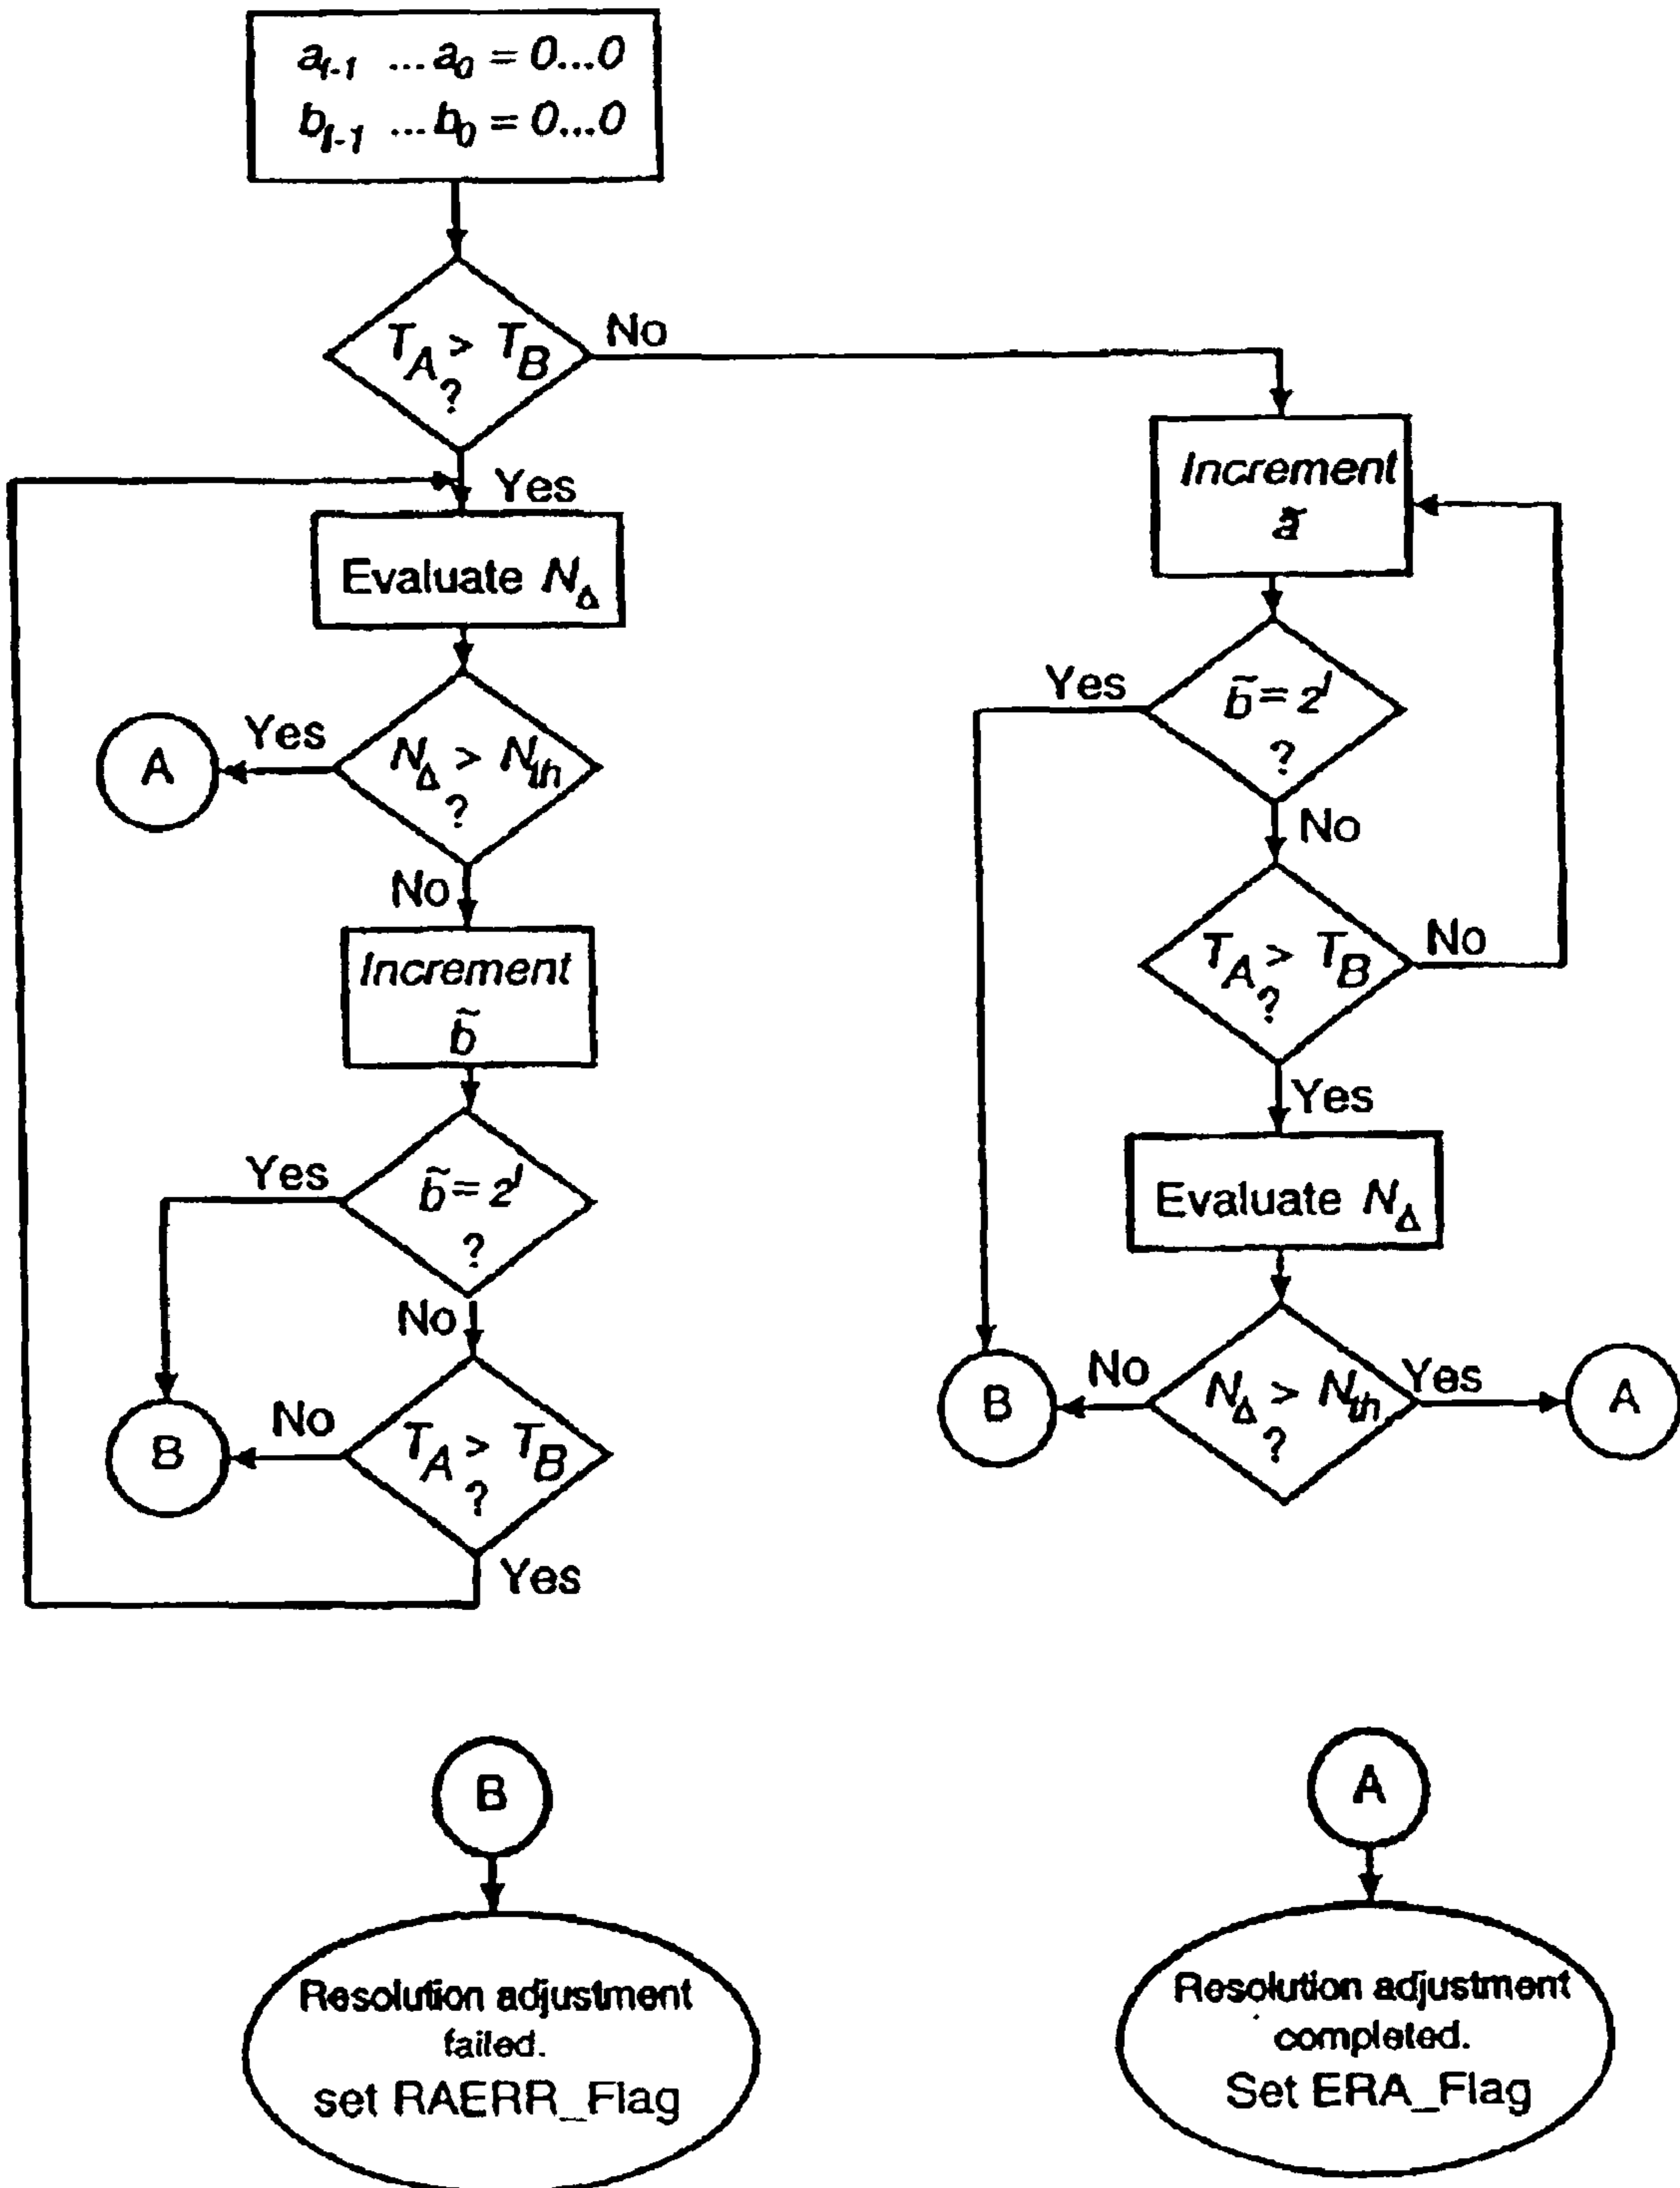 a_{l-1} ... a_0 = 0...0
b_{l-1} ... b_0 = 0...0
T_A > T_B
?
No
Yes
Evaluate N_Δ
N_Δ > N_th
?
Yes
A
No
Increment
b̃
b̃ = 2^l
?
Yes
No
T_A > T_B
?
No
B
Yes
Increment
ã
b̃ = 2^l
?
Yes
No
T_A > T_B
?
No
Yes
Evaluate N_Δ
N_Δ > N_th
?
No
B
Yes
A
B
Resolution adjustment
failed.
set RAERR_Flag
A
Resolution adjustment
completed.
Set ERA_Flag